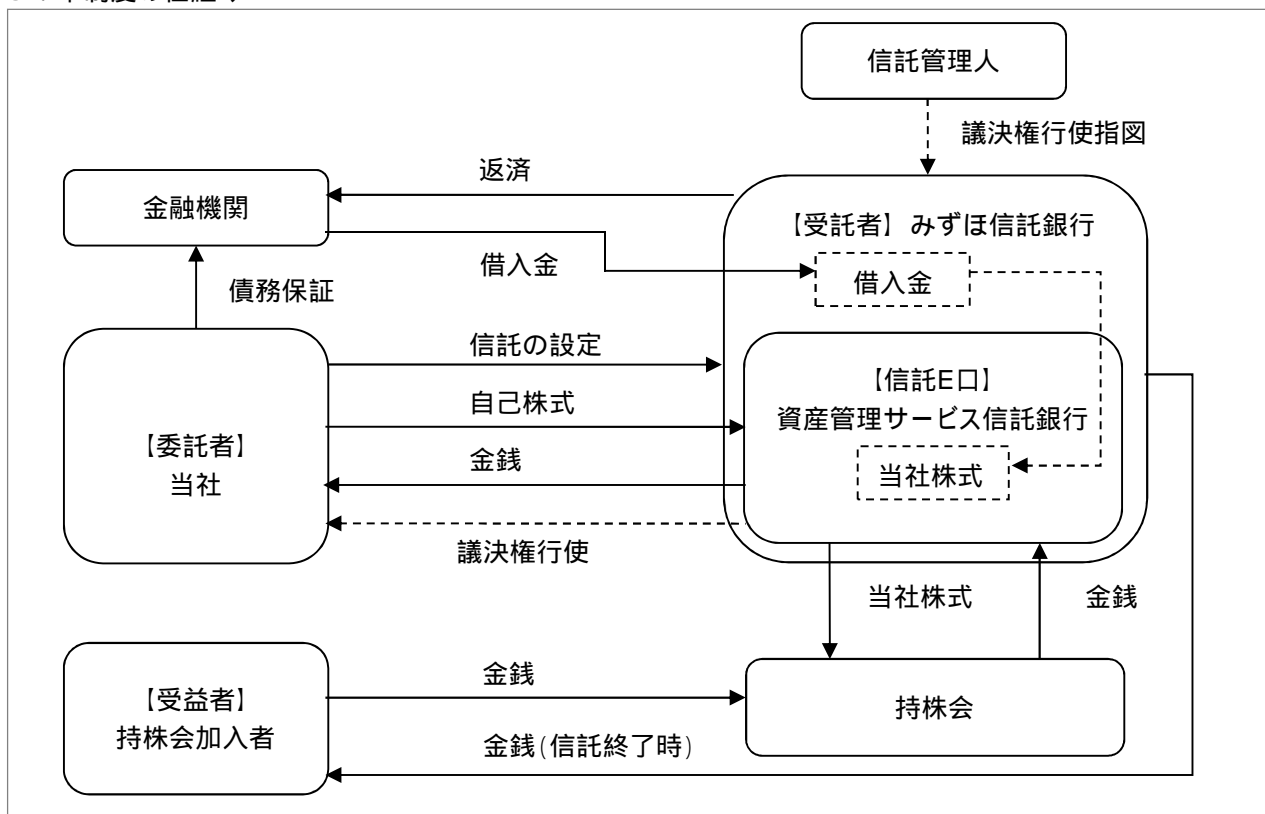 信託管理人
議決権行使指図
返済
金融機関
【受託者】みずほ信託銀行
借入金
借入金
債務保証
信託の設定
【信託E口】
資産管理サービス信託銀行
自己株式
【委託者】
当社
金銭
当社株式
議決権行使
当社株式
金銭
【受益者】
持株会加入者
金銭
持株会
金銭(信託終了時)